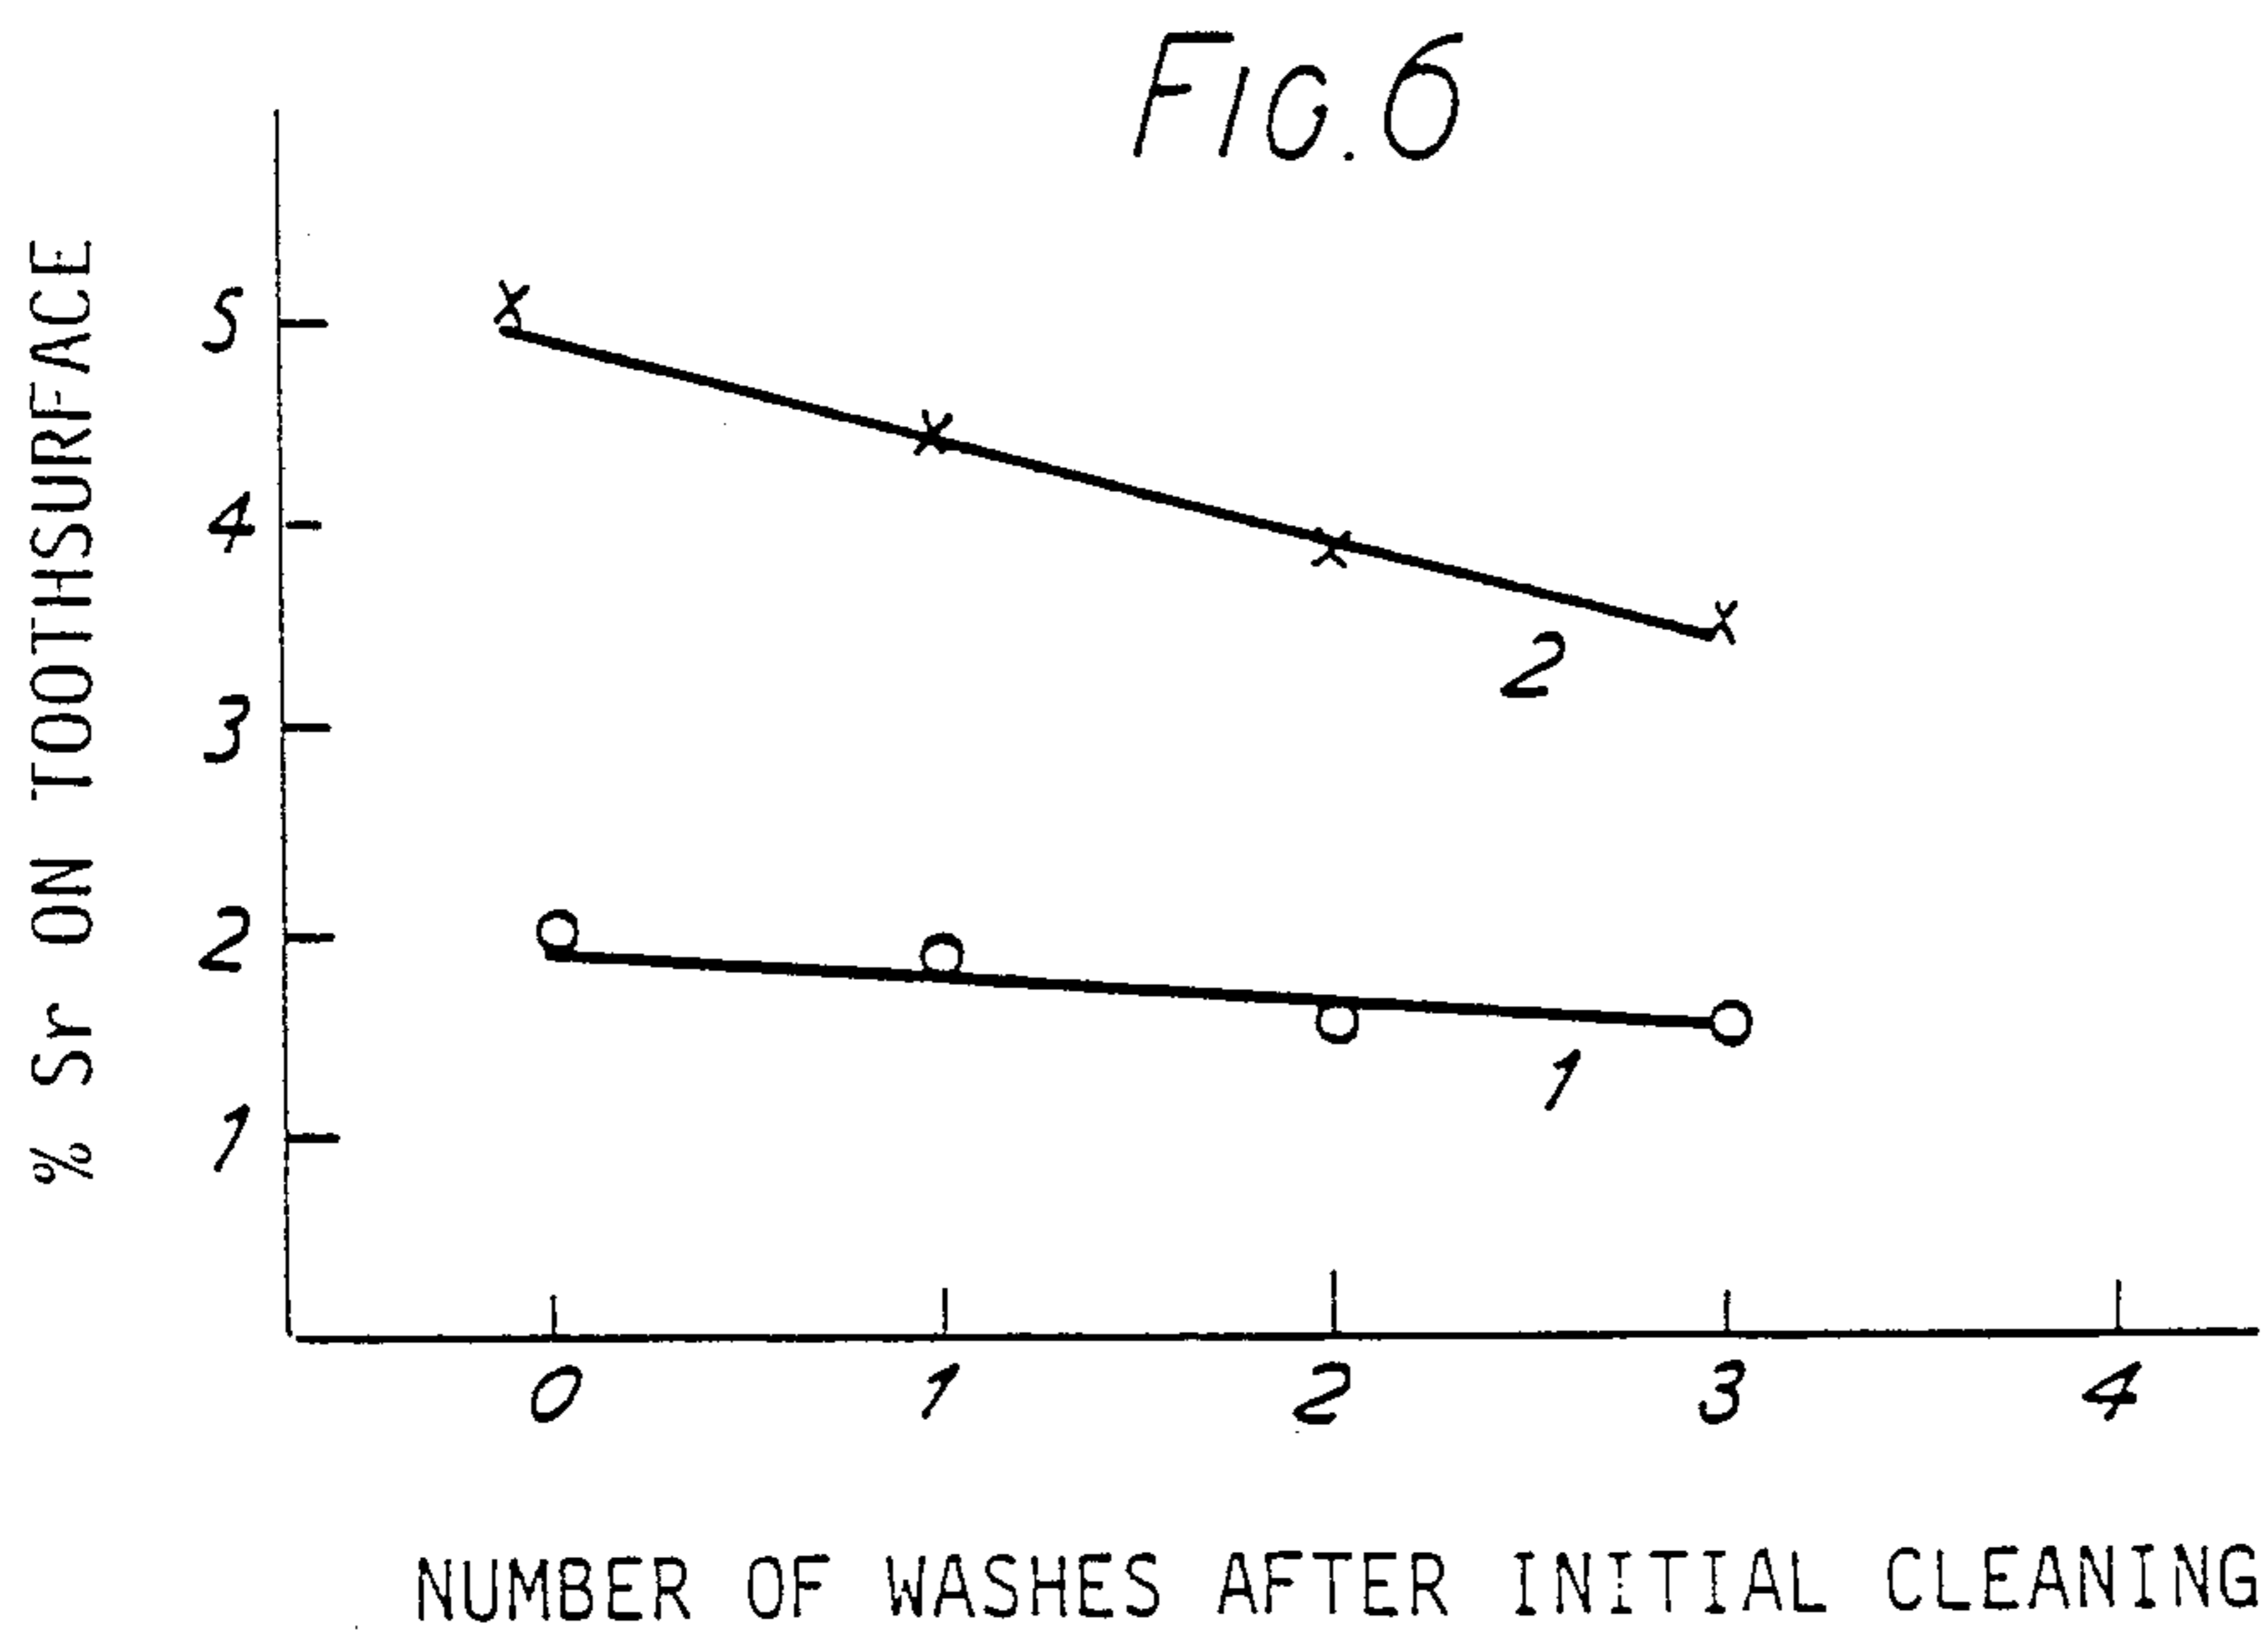 FIG.6
% Sr ON TOOTHSURFACE
5
4
3
2
1
2
1
0 1 2 3 4
NUMBER OF WASHES AFTER INITIAL CLEANING